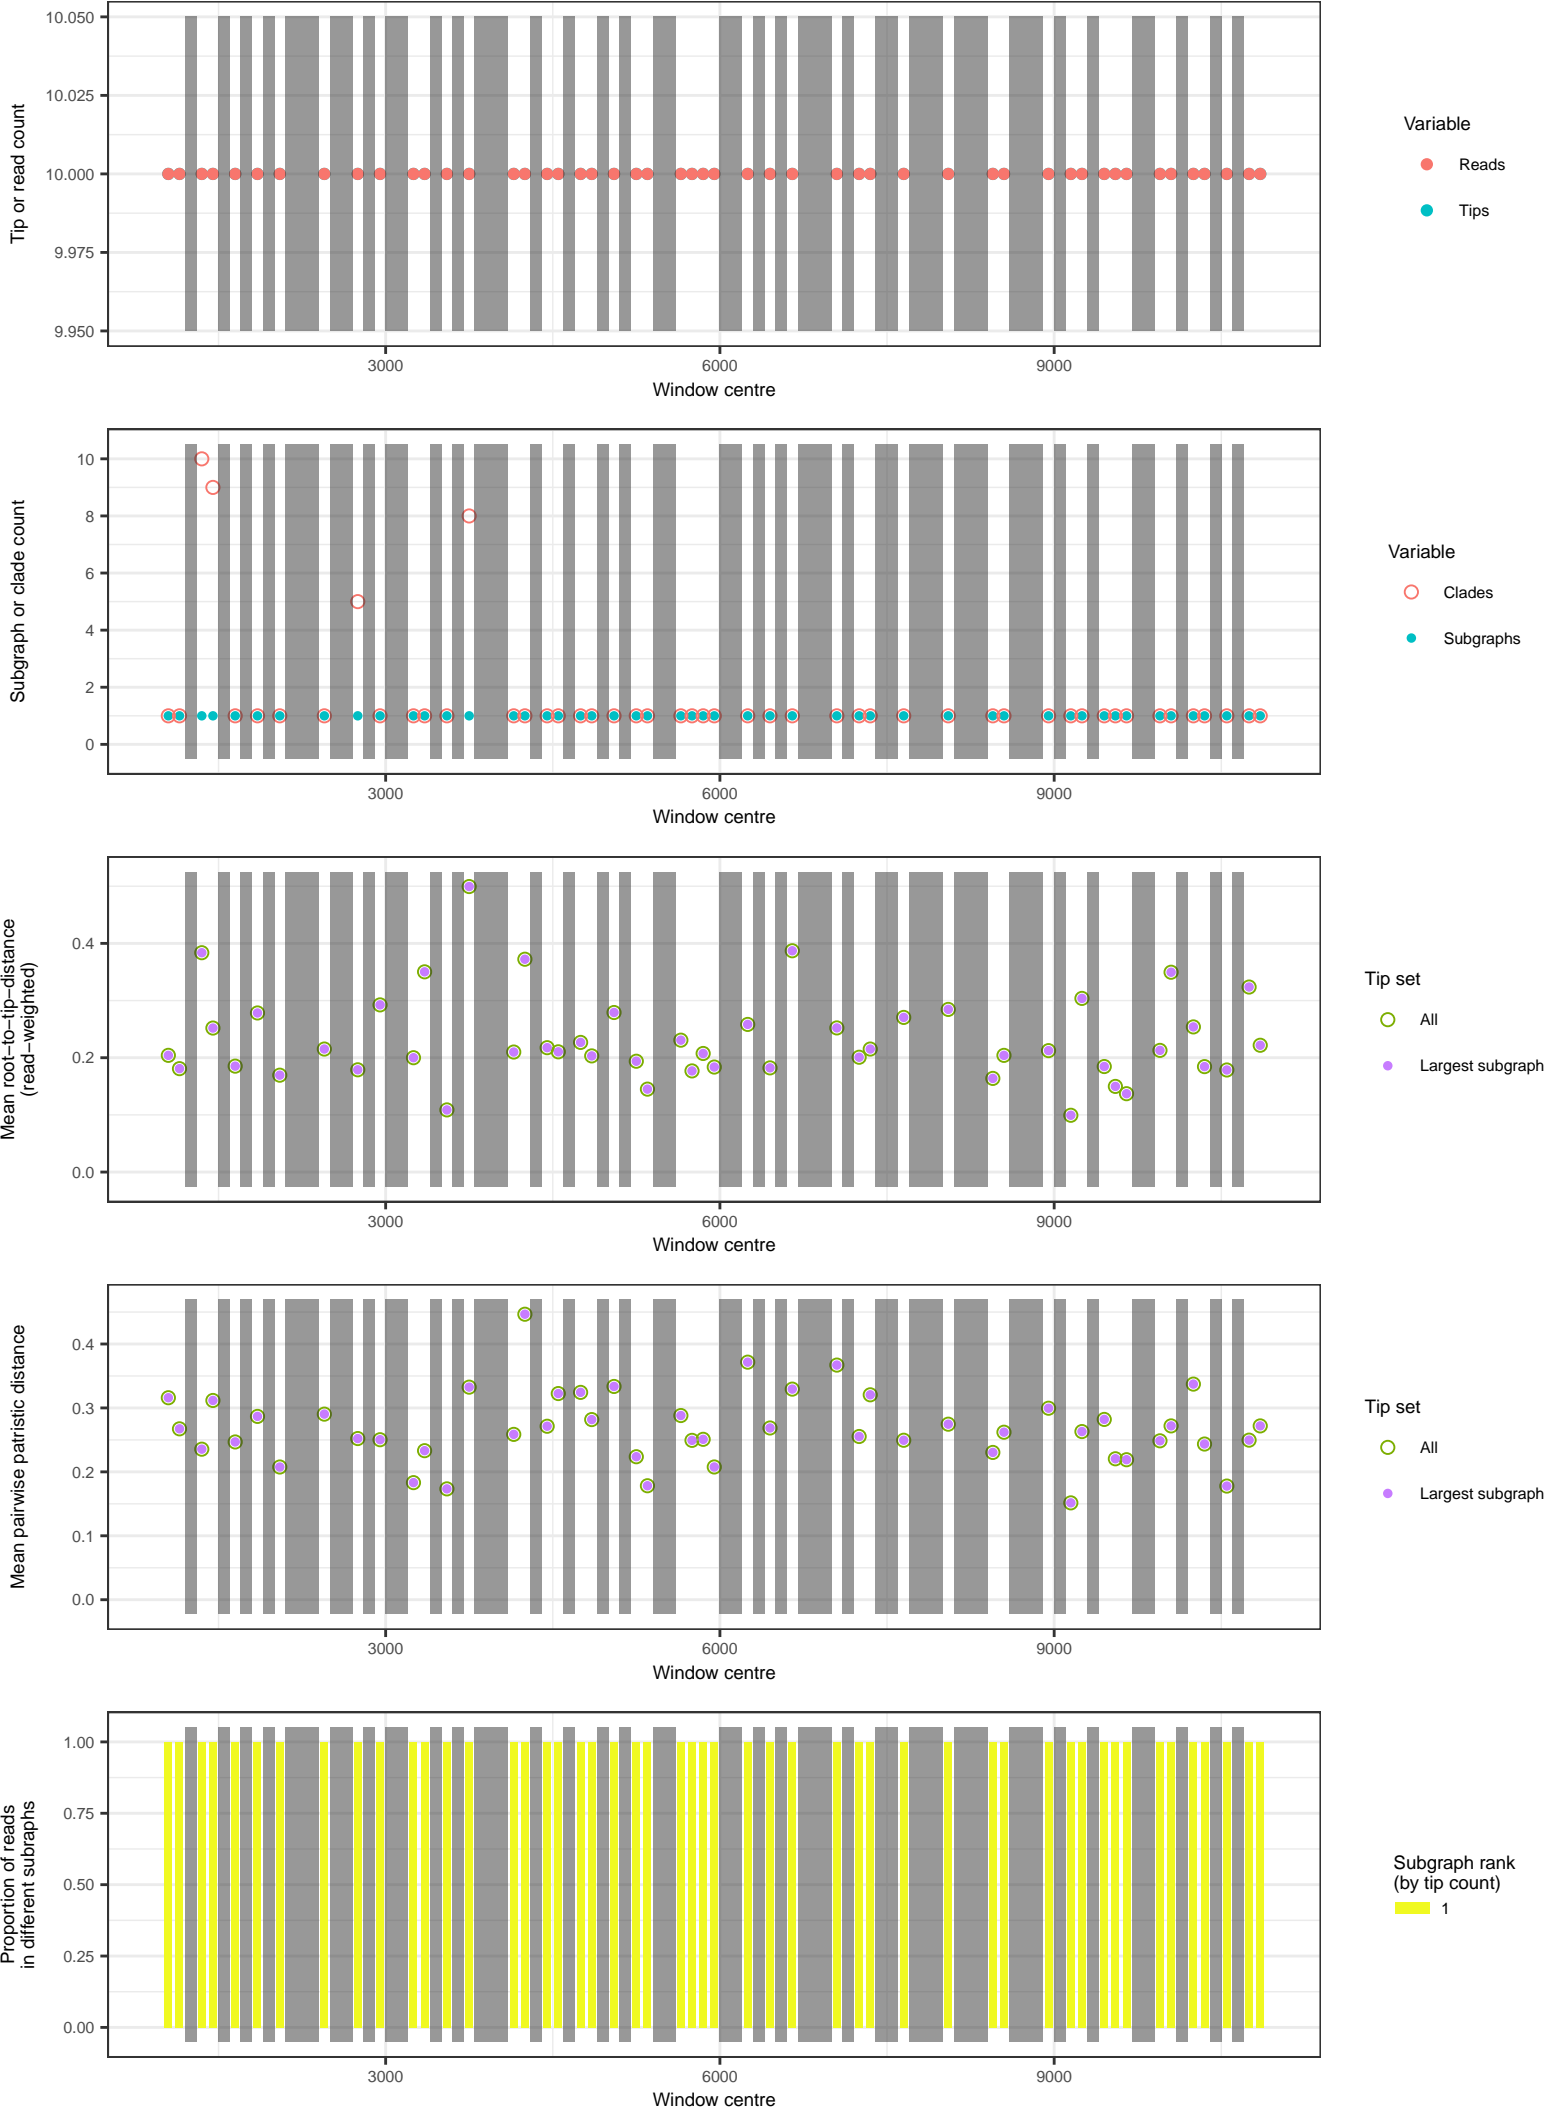 10.050
10.025
10.000
9.975
9.950
Tip or read count
3000
6000
9000
Window centre
Variable
Reads
Tips
10
8
6
4
2
0
Subgraph or clade count
3000
6000
9000
Window centre
Variable
Clades
Subgraphs
0.4
0.2
0.0
Mean root−to−tip−distance
(read−weighted)
3000
6000
9000
Window centre
Tip set
All
Largest subgraph
0.4
0.3
0.2
0.1
0.0
Mean pairwise patristic distance
3000
6000
9000
Window centre
Tip set
All
Largest subgraph
1.00
0.75
0.50
0.25
0.00
Proportion of reads
in different subraphs
3000
6000
9000
Window centre
Subgraph rank
(by tip count)
1